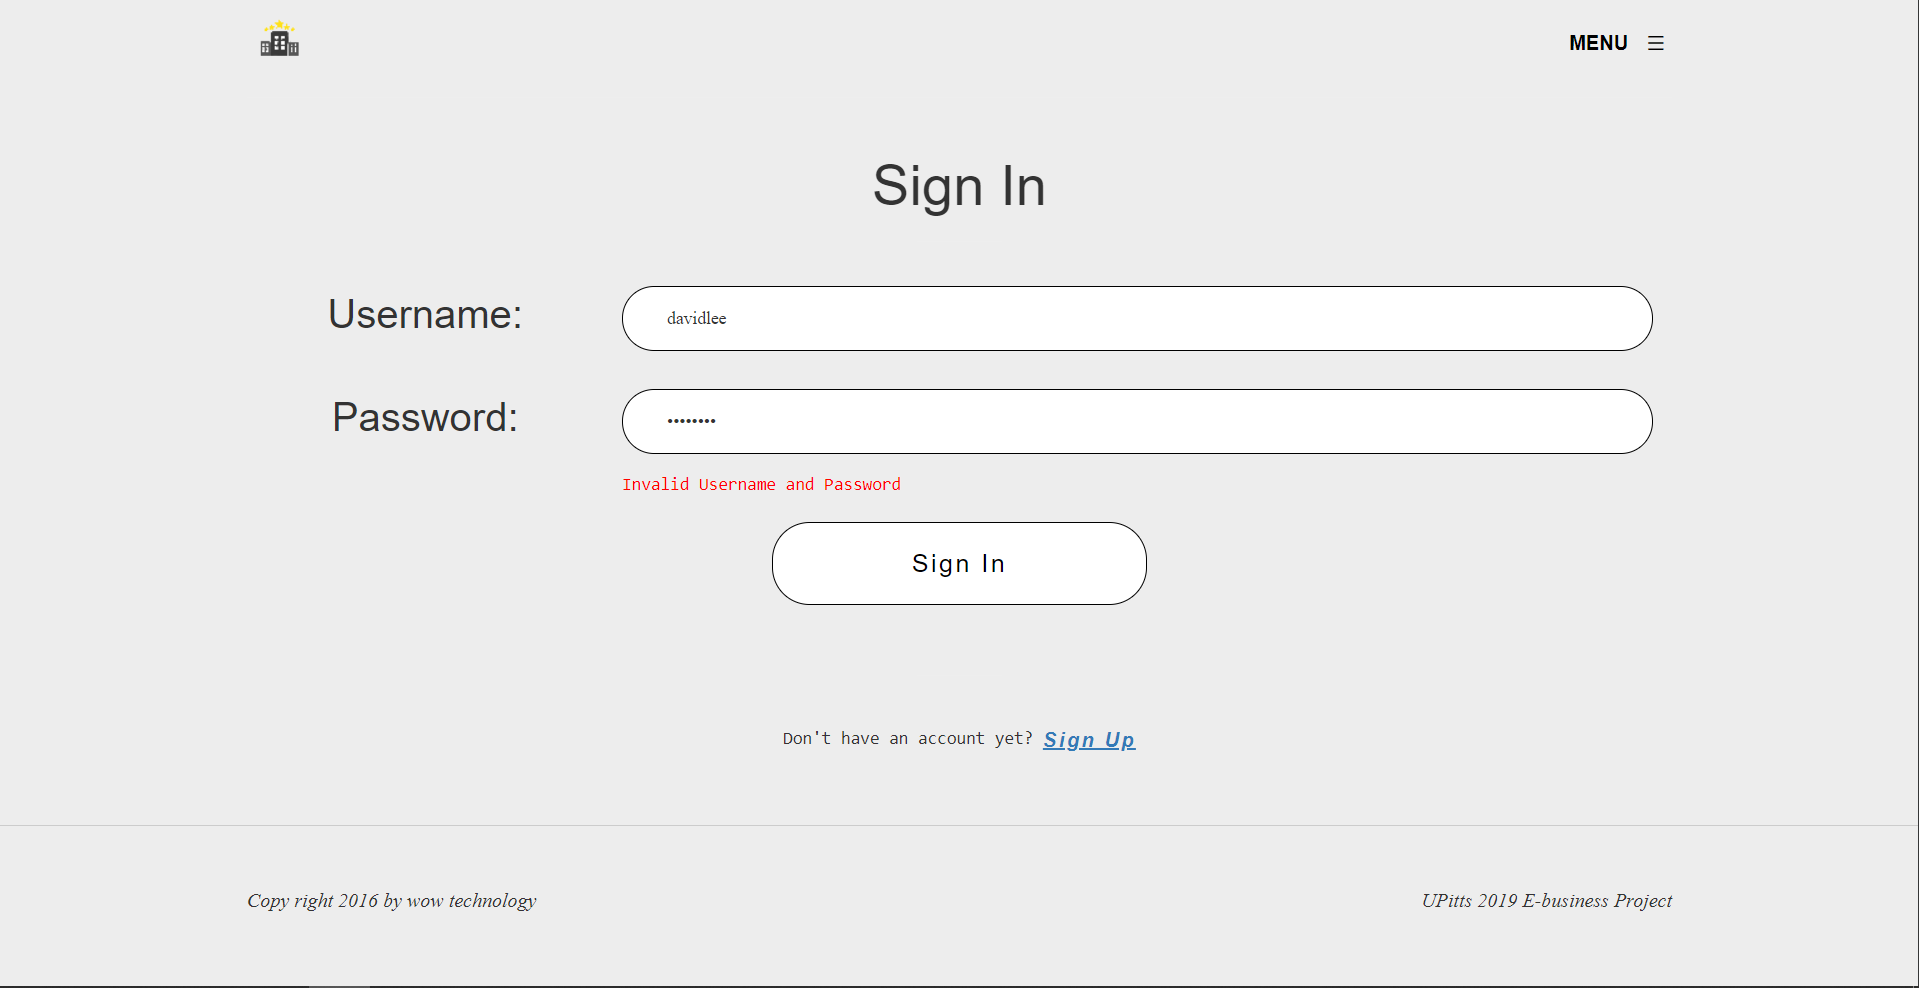 MENU
Sign In
Username:
davidlee
Password:
••••••••
Invalid Username and Password
Sign In
Don't have an account yet? Sign Up
Copy right 2016 by wow technology
UPitts 2019 E-business Project